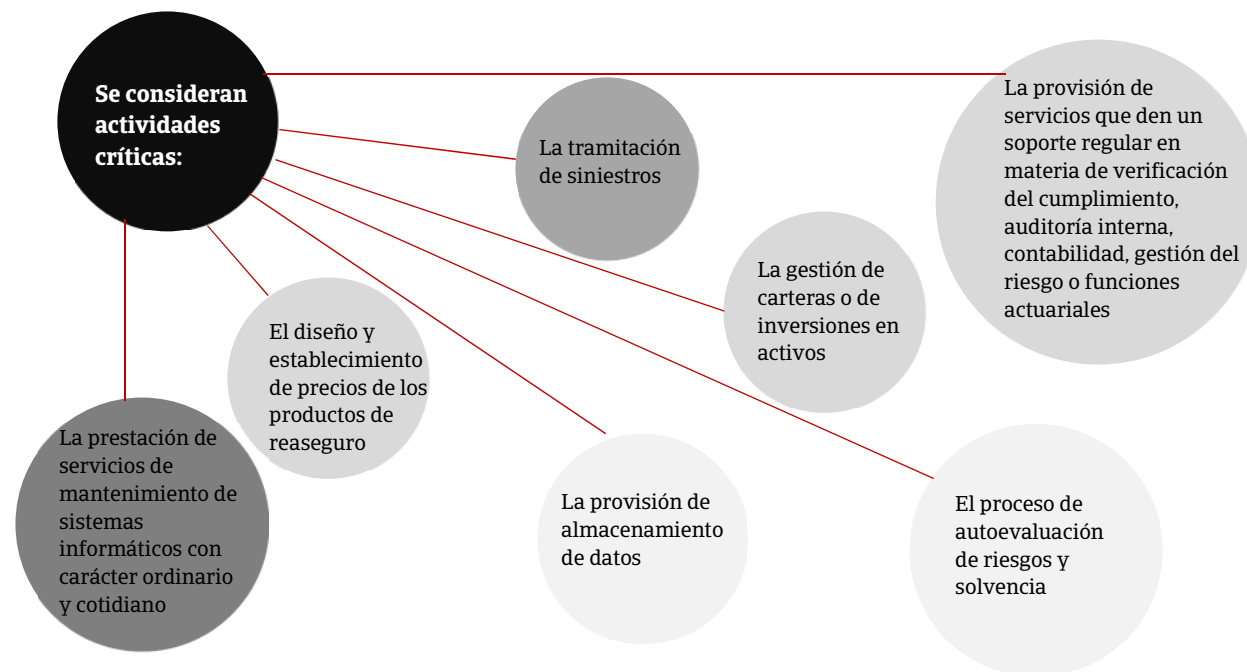 Se consideran
actividades
críticas:
La tramitación
de siniestros
La provisión de
servicios que den un
soporte regular en
materia de verificación
del cumplimiento,
auditoría interna,
contabilidad, gestión del
riesgo o funciones
actuariales
La gestión de
carteras o de
inversiones en
activos
El diseño y
establecimiento
de precios de los
productos de
reaseguro
La prestación de
servicios de
mantenimiento de
sistemas
informáticos con
carácter ordinario
y cotidiano
La provisión de
almacenamiento
de datos
El proceso de
autoevaluación
de riesgos y
solvencia